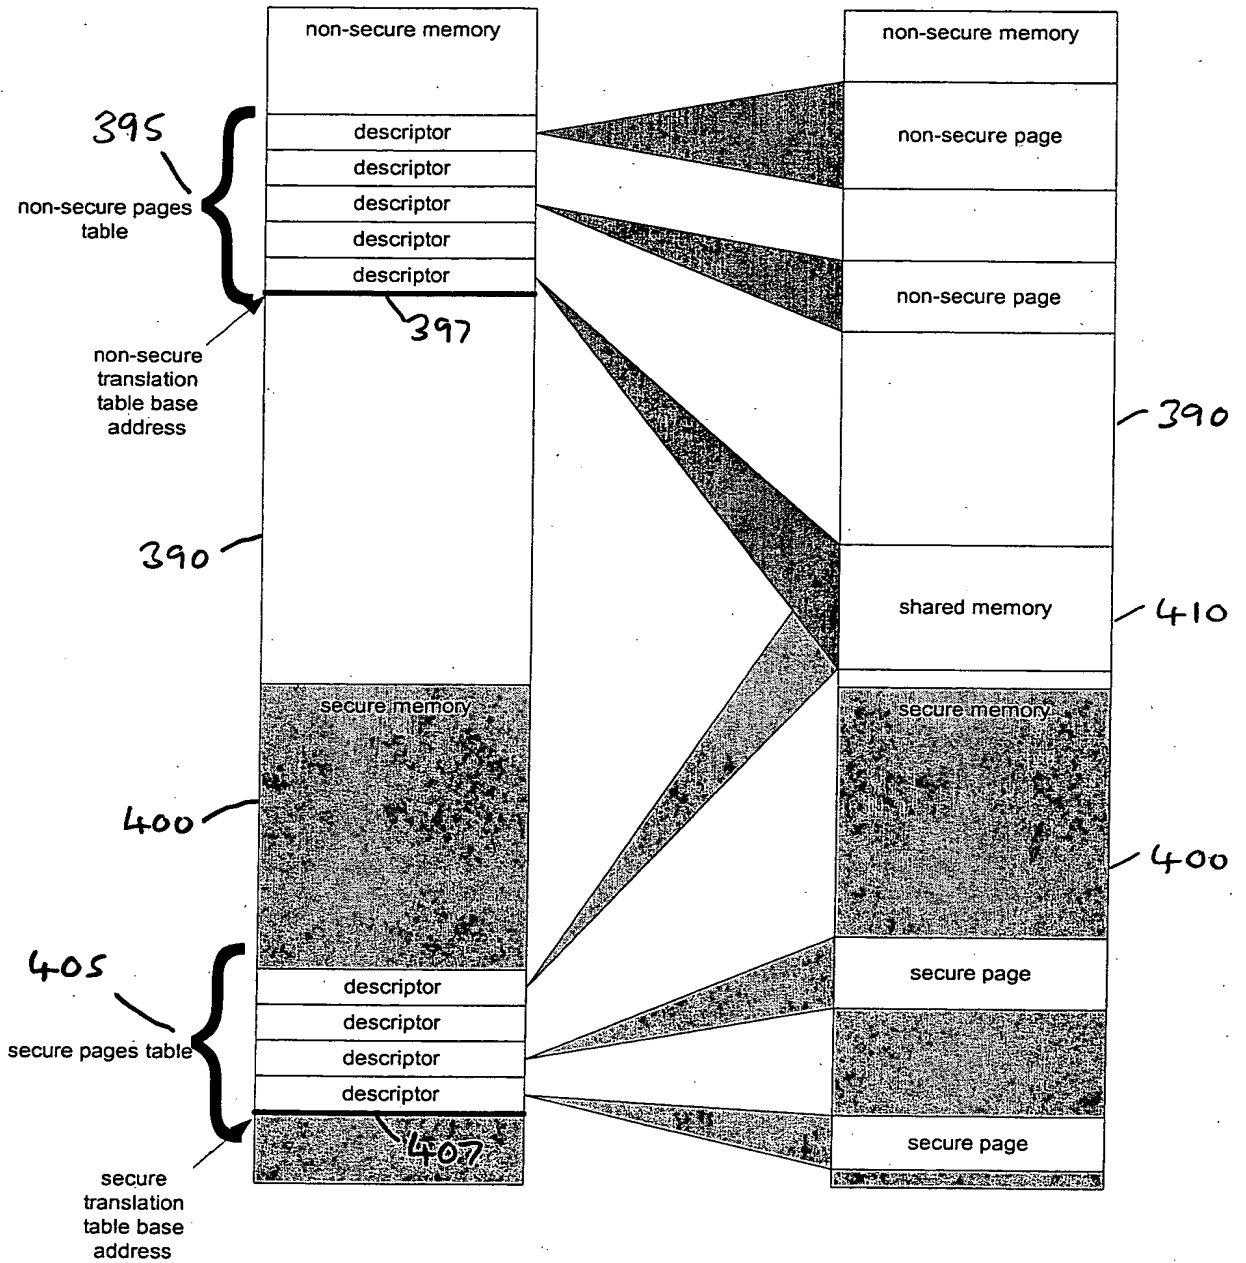 non-secure memory
descriptor
descriptor
descriptor
descriptor
descriptor
395
non-secure pages
table
397
non-secure
translation
table base
address
390
secure memory
400
405
secure pages table
descriptor
descriptor
descriptor
descriptor
407
secure
translation
table base
address
non-secure memory
non-secure page
non-secure page
390
shared memory
410
secure memory
400
secure page
secure page